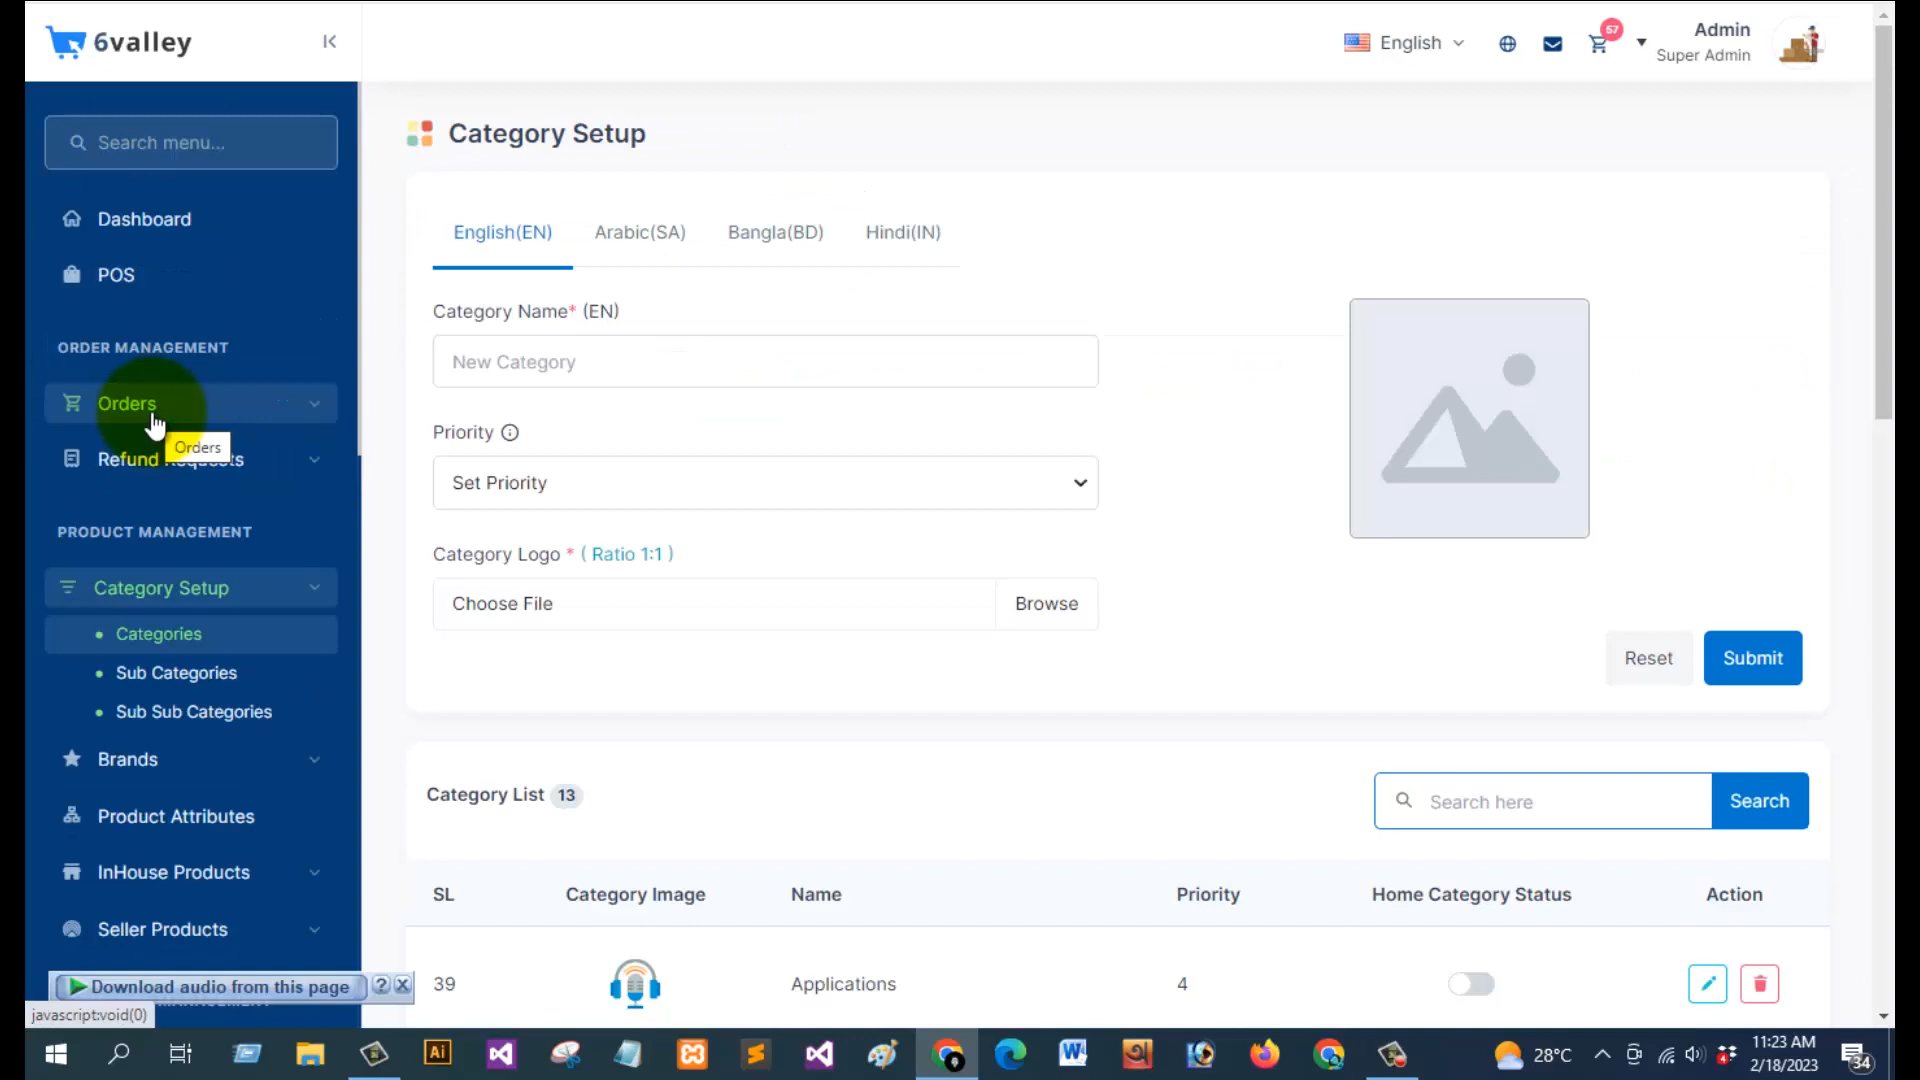 6valley
English
57
Admin
Super Admin
Search menu...
Dashboard
POS
ORDER MANAGEMENT
Orders
Orders
Refund Requests
PRODUCT MANAGEMENT
Category Setup
Categories
Sub Categories
Sub Sub Categories
Brands
Product Attributes
InHouse Products
Seller Products
Download audio from this page ? X
javascript:void(0)
Category Setup
English(EN) Arabic(SA) Bangla(BD) Hindi(IN)
Category Name* (EN)
New Category
Priority
Set Priority
Category Logo * ( Ratio 1:1 )
Choose File Browse
Reset Submit
Category List 13
Search here Search
SL Category Image Name Priority Home Category Status Action
39 Applications 4
Ai
28°C
4
11:23 AM
2/18/2023
34